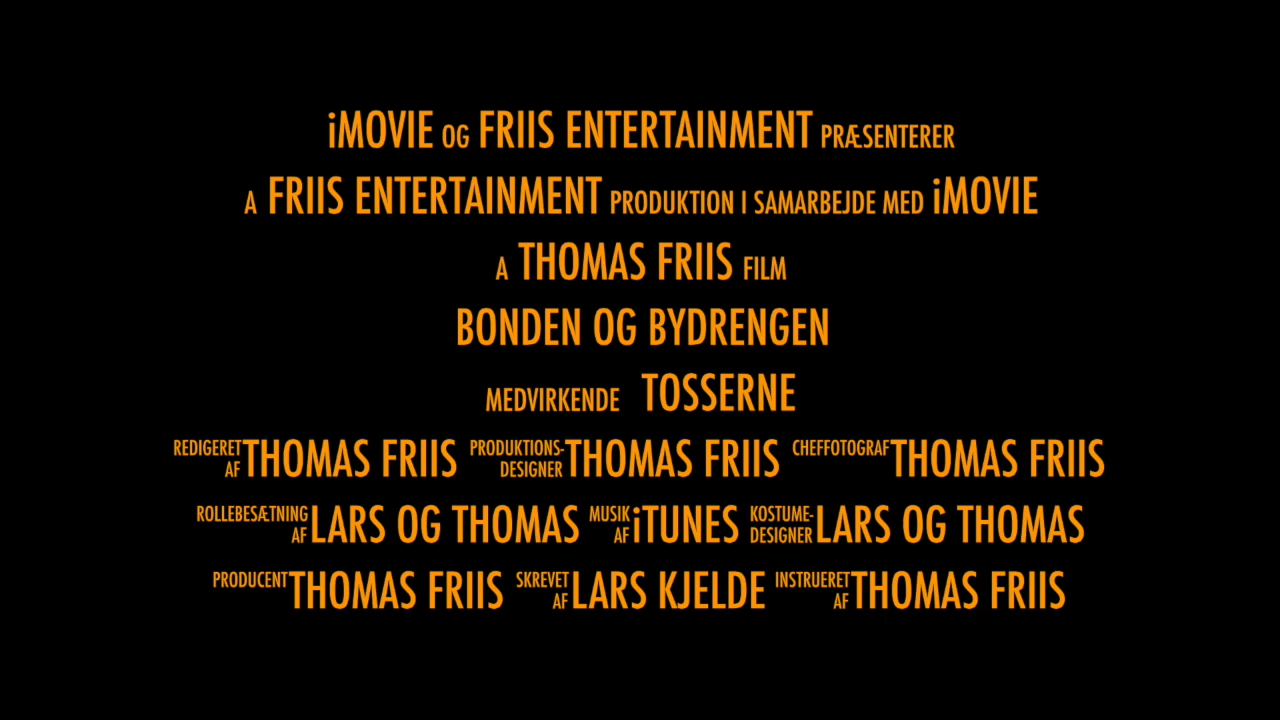 iMOVIE OG FRIIS ENTERTAINMENT PRÆSENTERER
A FRIIS ENTERTAINMENT PRODUKTION I SAMARBEJDE MED iMOVIE
A THOMAS FRIIS FILM
BONDEN OG BYDRENGEN
MEDVIRKENDE TOSSERNE
REDIGERET AF THOMAS FRIIS PRODUKTIONS-DESIGNER THOMAS FRIIS CHEFFOTOGRAF THOMAS FRIIS
ROLLEBESÆTNING AF LARS OG THOMAS MUSIK AF iTUNES KOSTUME-DESIGNER LARS OG THOMAS
PRODUCENT THOMAS FRIIS SKREVET AF LARS KJELDE INSTRUERET AF THOMAS FRIIS